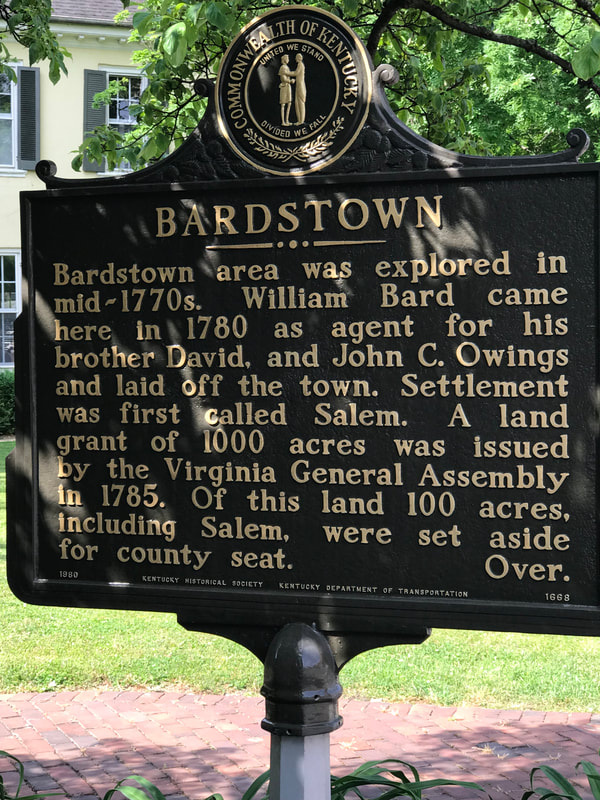 COMMONWEALTH OF KENTUCKY
UNITED WE STAND
DIVIDED WE FALL
BARDSTOWN
Bardstown area was explored in
mid-1770s. William Bard came
here in 1780 as agent for his
brother David, and John C. Owings
and laid off the town. Settlement
was first called Salem. A land
grant of 1000 acres was issued
by the Virginia General Assembly
in 1785. Of this land 100 acres,
including Salem, were set aside
for county seat. Over.
1980 KENTUCKY HISTORICAL SOCIETY KENTUCKY DEPARTMENT OF TRANSPORTATION 1668